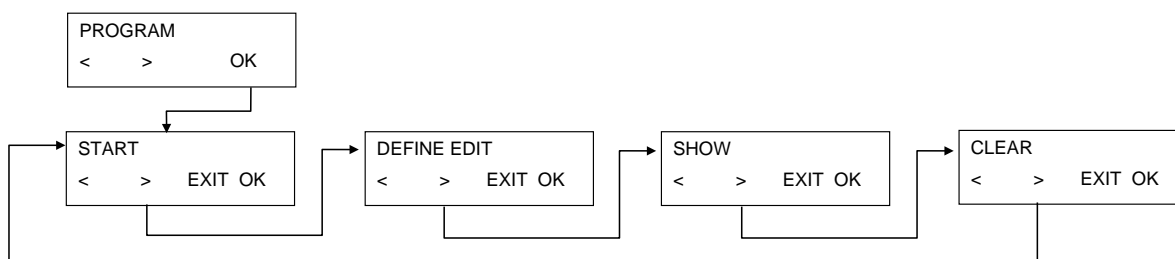 PROGRAM
< > OK
START
< > EXIT OK
DEFINE EDIT
< > EXIT OK
SHOW
< > EXIT OK
CLEAR
< > EXIT OK